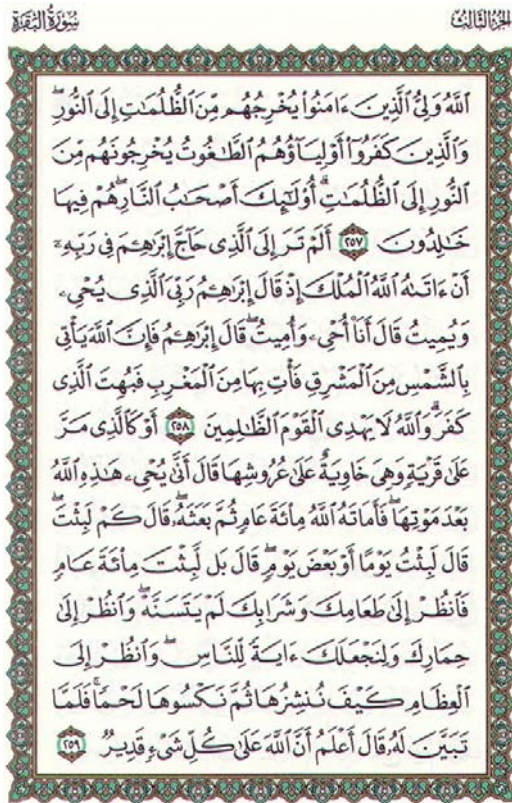 سُورَةُ البَقَرَةِ الجُزْءُ الثَّالِثُ
ٱللَّهُ وَلِيُّ ٱلَّذِينَ ءَامَنُوا۟ يُخْرِجُهُم مِّنَ ٱلظُّلُمَـٰتِ إِلَى ٱلنُّورِۖ
وَٱلَّذِينَ كَفَرُوٓا۟ أَوْلِيَآؤُهُمُ ٱلطَّـٰغُوتُ يُخْرِجُونَهُم مِّنَ
ٱلنُّورِ إِلَى ٱلظُّلُمَـٰتِۗ أُو۟لَـٰٓئِكَ أَصْحَـٰبُ ٱلنَّارِۖ هُمْ فِيهَا
خَـٰلِدُونَ ٢٥٧ أَلَمْ تَرَ إِلَى ٱلَّذِى حَآجَّ إِبْرَٰهِـۧمَ فِى رَبِّهِۦٓ
أَنْ ءَاتَىٰهُ ٱللَّهُ ٱلْمُلْكَ إِذْ قَالَ إِبْرَٰهِـۧمُ رَبِّىَ ٱلَّذِى يُحْىِۦ
وَيُمِيتُ قَالَ أَنَا۠ أُحْىِۦ وَأُمِيتُۖ قَالَ إِبْرَٰهِـۧمُ فَإِنَّ ٱللَّهَ يَأْتِى
بِٱلشَّمْسِ مِنَ ٱلْمَشْرِقِ فَأْتِ بِهَا مِنَ ٱلْمَغْرِبِ فَبُهِتَ ٱلَّذِى
كَفَرَۗ وَٱللَّهُ لَا يَهْدِى ٱلْقَوْمَ ٱلظَّـٰلِمِينَ ٢٥٨ أَوْ كَٱلَّذِى مَرَّ
عَلَىٰ قَرْيَةٍ وَهِىَ خَاوِيَةٌ عَلَىٰ عُرُوشِهَا قَالَ أَنَّىٰ يُحْىِۦ هَـٰذِهِ ٱللَّهُ
بَعْدَ مَوْتِهَاۖ فَأَمَاتَهُ ٱللَّهُ مِا۟ئَةَ عَامٍ ثُمَّ بَعَثَهُۥۖ قَالَ كَمْ لَبِثْتَۖ
قَالَ لَبِثْتُ يَوْمًا أَوْ بَعْضَ يَوْمٍۖ قَالَ بَل لَّبِثْتَ مِا۟ئَةَ عَامٍ
فَٱنظُرْ إِلَىٰ طَعَامِكَ وَشَرَابِكَ لَمْ يَتَسَنَّهْۖ وَٱنظُرْ إِلَىٰ
حِمَارِكَ وَلِنَجْعَلَكَ ءَايَةً لِّلنَّاسِۖ وَٱنظُرْ إِلَى
ٱلْعِظَامِ كَيْفَ نُنشِزُهَا ثُمَّ نَكْسُوهَا لَحْمًاۚ فَلَمَّا
تَبَيَّنَ لَهُۥ قَالَ أَعْلَمُ أَنَّ ٱللَّهَ عَلَىٰ كُلِّ شَىْءٍ قَدِيرٌ ٢٥٩